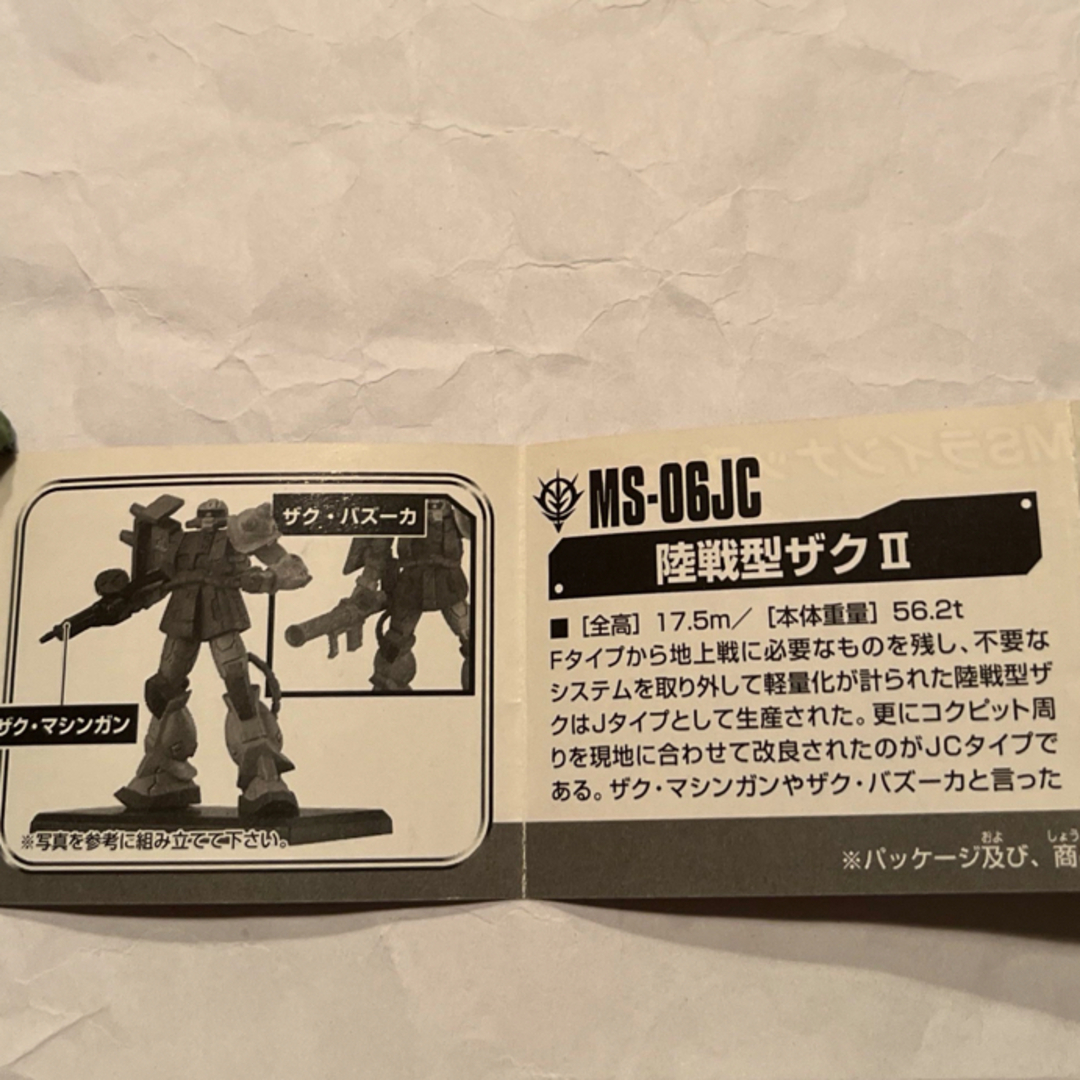 ザク・バズーカ
ザク・マシンガン
※写真を参考に組み立てて下さい。
MS-06JC
陸戦型ザクⅡ
■［全高］17.5m／［本体重量］56.2t
Fタイプから地上戦に必要なものを残し、不要な
システムを取り外して軽量化が計られた陸戦型ザ
クはJタイプとして生産された。更にコクピット周
りを現地に合わせて改良されたのがJCタイプで
ある。ザク・マシンガンやザク・バズーカと言った
およ しょう
※パッケージ及び、商